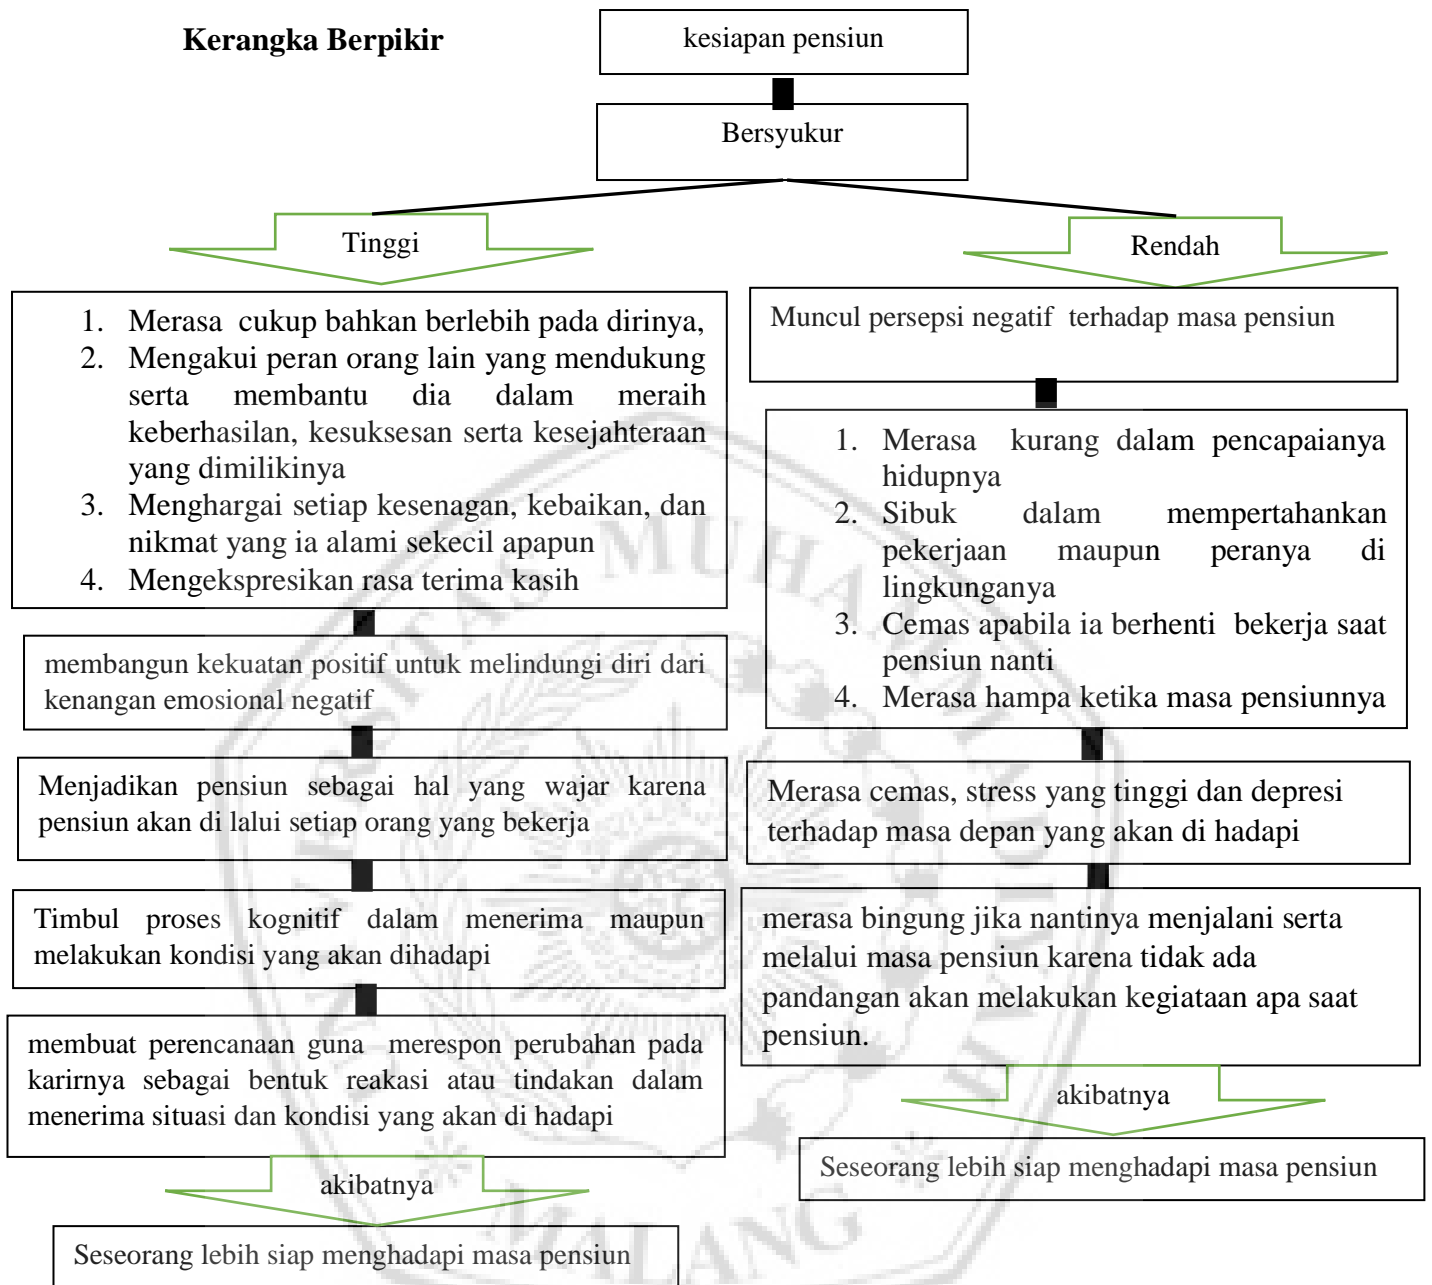 Kerangka Berpikir
kesiapan pensiun
Bersyukur
Tinggi
1. Merasa cukup bahkan berlebih pada dirinya,
2. Mengakui peran orang lain yang mendukung
serta membantu dia dalam meraih
keberhasilan, kesuksesan serta kesejahteraan
yang dimilikinya
3. Menghargai setiap kesenagan, kebaikan, dan
nikmat yang ia alami sekecil apapun
4. Mengekspresikan rasa terima kasih
membangun kekuatan positif untuk melindungi diri dari
kenangan emosional negatif
Menjadikan pensiun sebagai hal yang wajar karena
pensiun akan di lalui setiap orang yang bekerja
Timbul proses kognitif dalam menerima maupun
melakukan kondisi yang akan dihadapi
membuat perencanaan guna merespon perubahan pada
karirnya sebagai bentuk reakasi atau tindakan dalam
menerima situasi dan kondisi yang akan di hadapi
akibatnya
Seseorang lebih siap menghadapi masa pensiun
Rendah
Muncul persepsi negatif terhadap masa pensiun
1. Merasa kurang dalam pencapaianya
hidupnya
2. Sibuk dalam mempertahankan
pekerjaan maupun peranya di
lingkunganya
3. Cemas apabila ia berhenti bekerja saat
pensiun nanti
4. Merasa hampa ketika masa pensiunnya
Merasa cemas, stress yang tinggi dan depresi
terhadap masa depan yang akan di hadapi
merasa bingung jika nantinya menjalani serta
melalui masa pensiun karena tidak ada
pandangan akan melakukan kegiataan apa saat
pensiun.
akibatnya
Seseorang lebih siap menghadapi masa pensiun
UNIVERSITAS MUHAMMADIYAH
MALANG